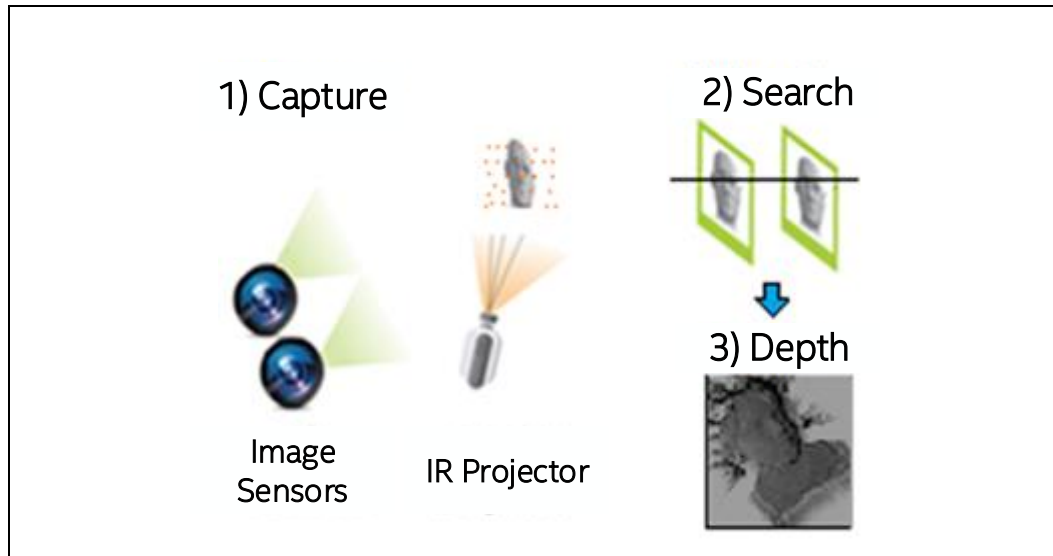 1) Capture
Image
Sensors
IR Projector
2) Search
3) Depth